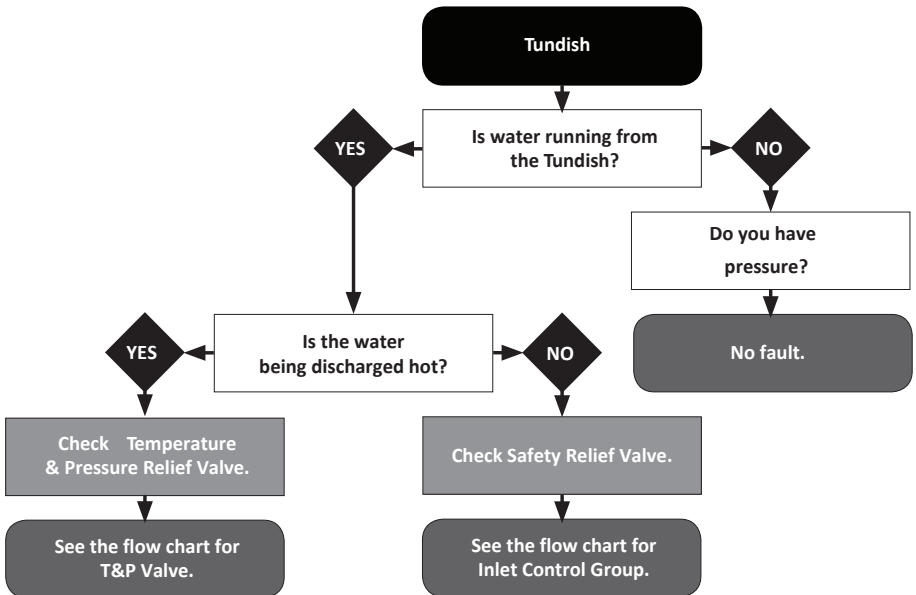 Tundish
Is water running from
the Tundish?
YES
NO
Do you have
pressure?
No fault.
Is the water
being discharged hot?
YES
NO
Check Temperature
& Pressure Relief Valve.
Check Safety Relief Valve.
See the flow chart for
T&P Valve.
See the flow chart for
Inlet Control Group.